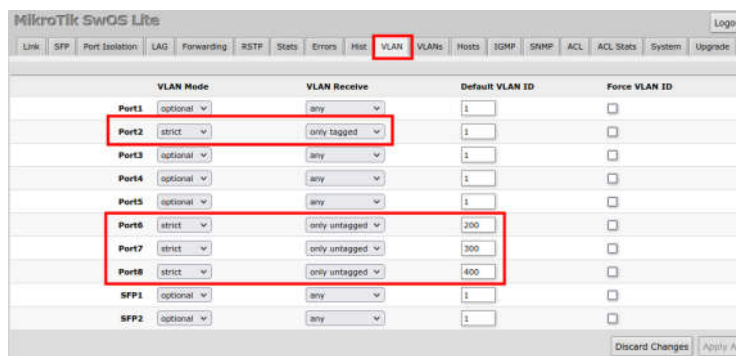 MikroTik SwOS Lite
Logo
Link SFP Port Isolation LAG Forwarding RSTP Stats Errors Hist VLAN VLANs Hosts IGMP SNMP ACL ACL Stats System Upgrade
VLAN Mode VLAN Receive Default VLAN ID Force VLAN ID
Port1 optional any 1
Port2 strict only tagged 1
Port3 optional any 1
Port4 optional any 1
Port5 optional any 1
Port6 strict only untagged 200
Port7 strict only untagged 300
Port8 strict only untagged 400
SFP1 optional any 1
SFP2 optional any 1
Discard Changes Apply A